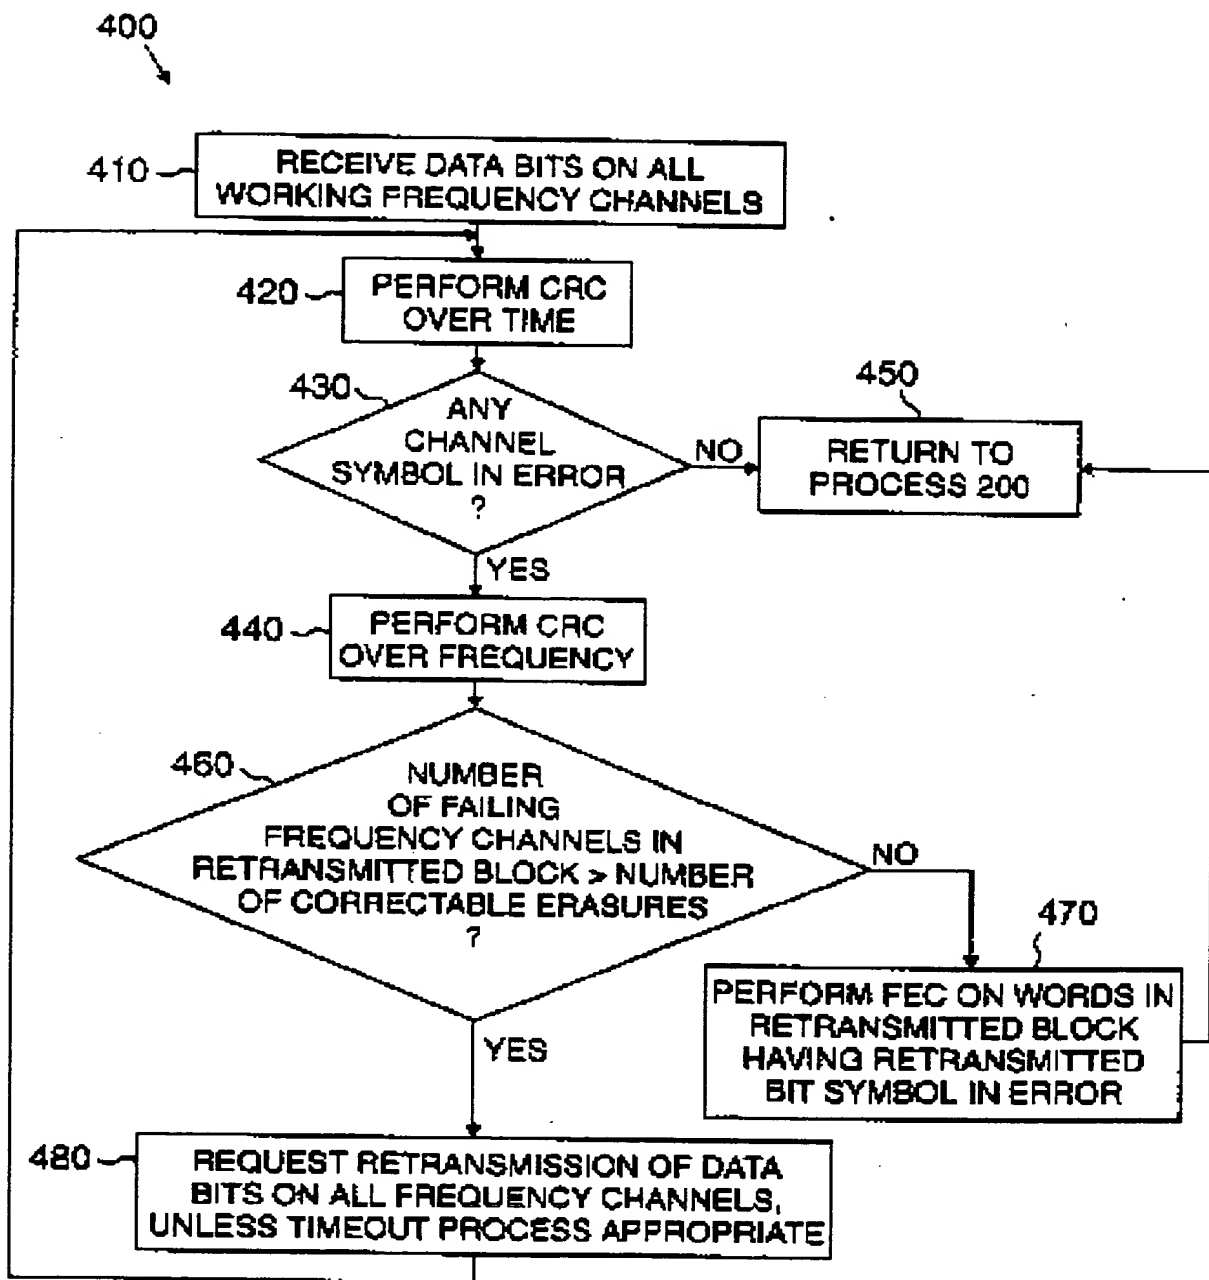 400
410
RECEIVE DATA BITS ON ALL
WORKING FREQUENCY CHANNELS
420
PERFORM CRC
OVER TIME
430
ANY
CHANNEL
SYMBOL IN ERROR
?
NO
450
RETURN TO
PROCESS 200
YES
440
PERFORM CRC
OVER FREQUENCY
460
NUMBER
OF FAILING
FREQUENCY CHANNELS IN
RETRANSMITTED BLOCK > NUMBER
OF CORRECTABLE ERASURES
?
NO
470
PERFORM FEC ON WORDS IN
RETRANSMITTED BLOCK
HAVING RETRANSMITTED
BIT SYMBOL IN ERROR
YES
480
REQUEST RETRANSMISSION OF DATA
BITS ON ALL FREQUENCY CHANNELS,
UNLESS TIMEOUT PROCESS APPROPRIATE